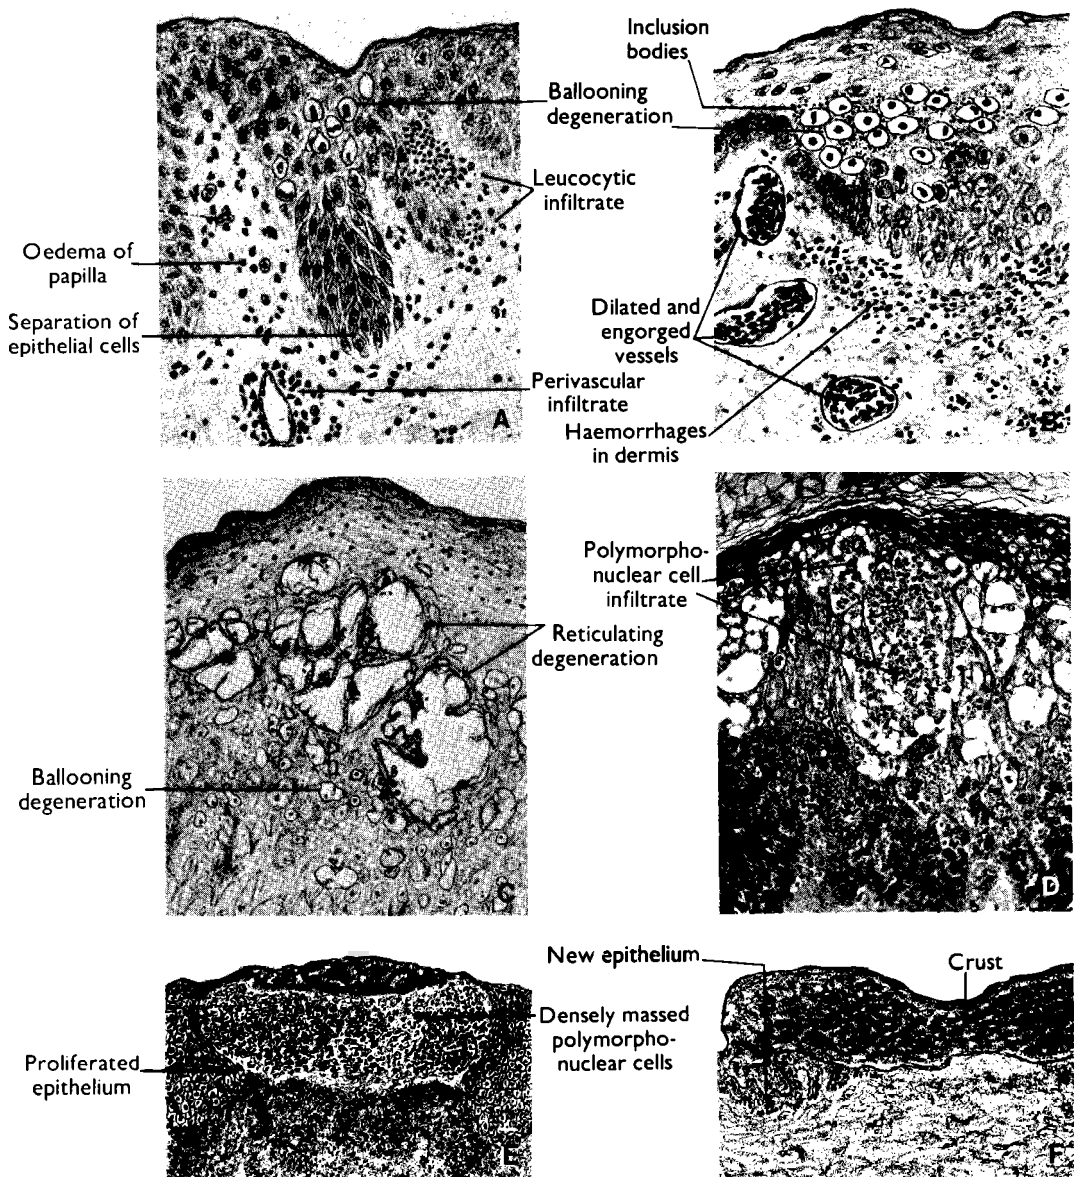 Inclusion
bodies
Ballooning
degeneration
Leucocytic
infiltrate
Oedema of
papilla
Separation of
epithelial cells
Dilated and
engorged
vessels
Perivascular
infiltrate
Haemorrhages
in dermis
A
B
Polymorpho-
nuclear cell
infiltrate
Reticulating
degeneration
Ballooning
degeneration
C
D
New epithelium
Crust
Densely massed
polymorpho-
nuclear cells
Proliferated
epithelium
E
F